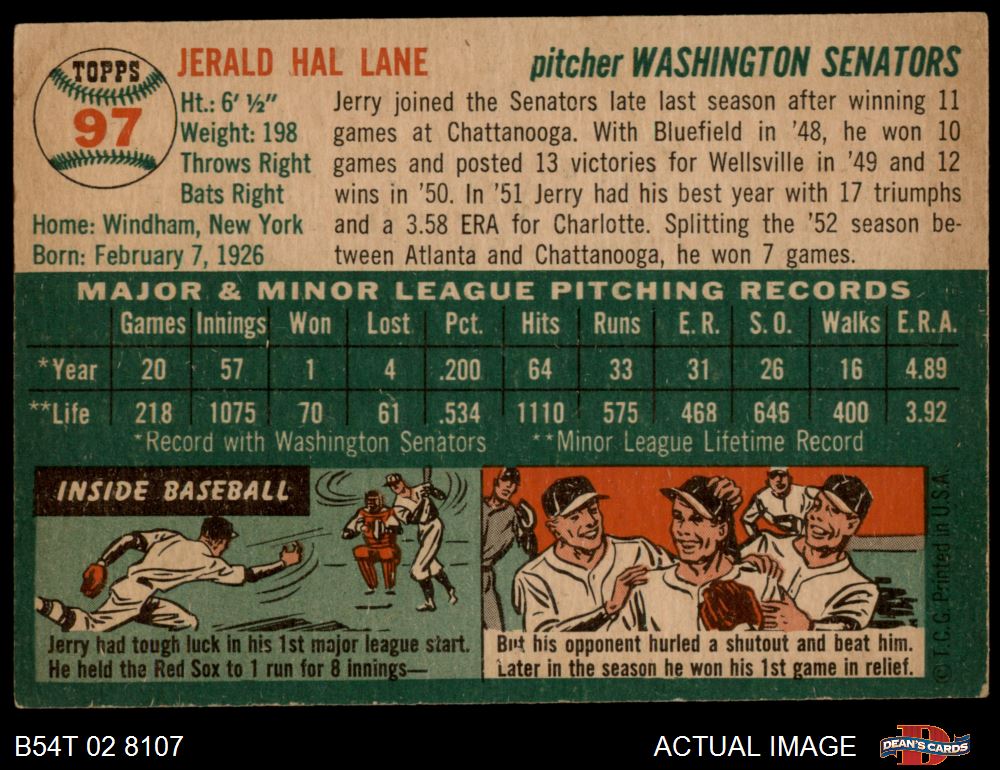 TOPPS
97
JERALD HAL LANE
pitcher WASHINGTON SENATORS
Ht.: 6' ½"
Weight: 198
Throws Right
Bats Right
Home: Windham, New York
Born: February 7, 1926
Jerry joined the Senators late last season after winning 11
games at Chattanooga. With Bluefield in '48, he won 10
games and posted 13 victories for Wellsville in '49 and 12
wins in '50. In '51 Jerry had his best year with 17 triumphs
and a 3.58 ERA for Charlotte. Splitting the '52 season be-
tween Atlanta and Chattanooga, he won 7 games.
MAJOR & MINOR LEAGUE PITCHING RECORDS
Games Innings Won Lost Pct. Hits Runs E. R. S. O. Walks E.R.A.
*Year 20 57 1 4 .200 64 33 31 26 16 4.89
**Life 218 1075 70 61 .534 1110 575 468 646 400 3.92
*Record with Washington Senators **Minor League Lifetime Record
INSIDE BASEBALL
Jerry had tough luck in his 1st major league start.
He held the Red Sox to 1 run for 8 innings—
But his opponent hurled a shutout and beat him.
Later in the season he won his 1st game in relief.
© T.C.G. Printed in U.S.A.
B54T 02 8107
ACTUAL IMAGE
DEAN'S CARDS